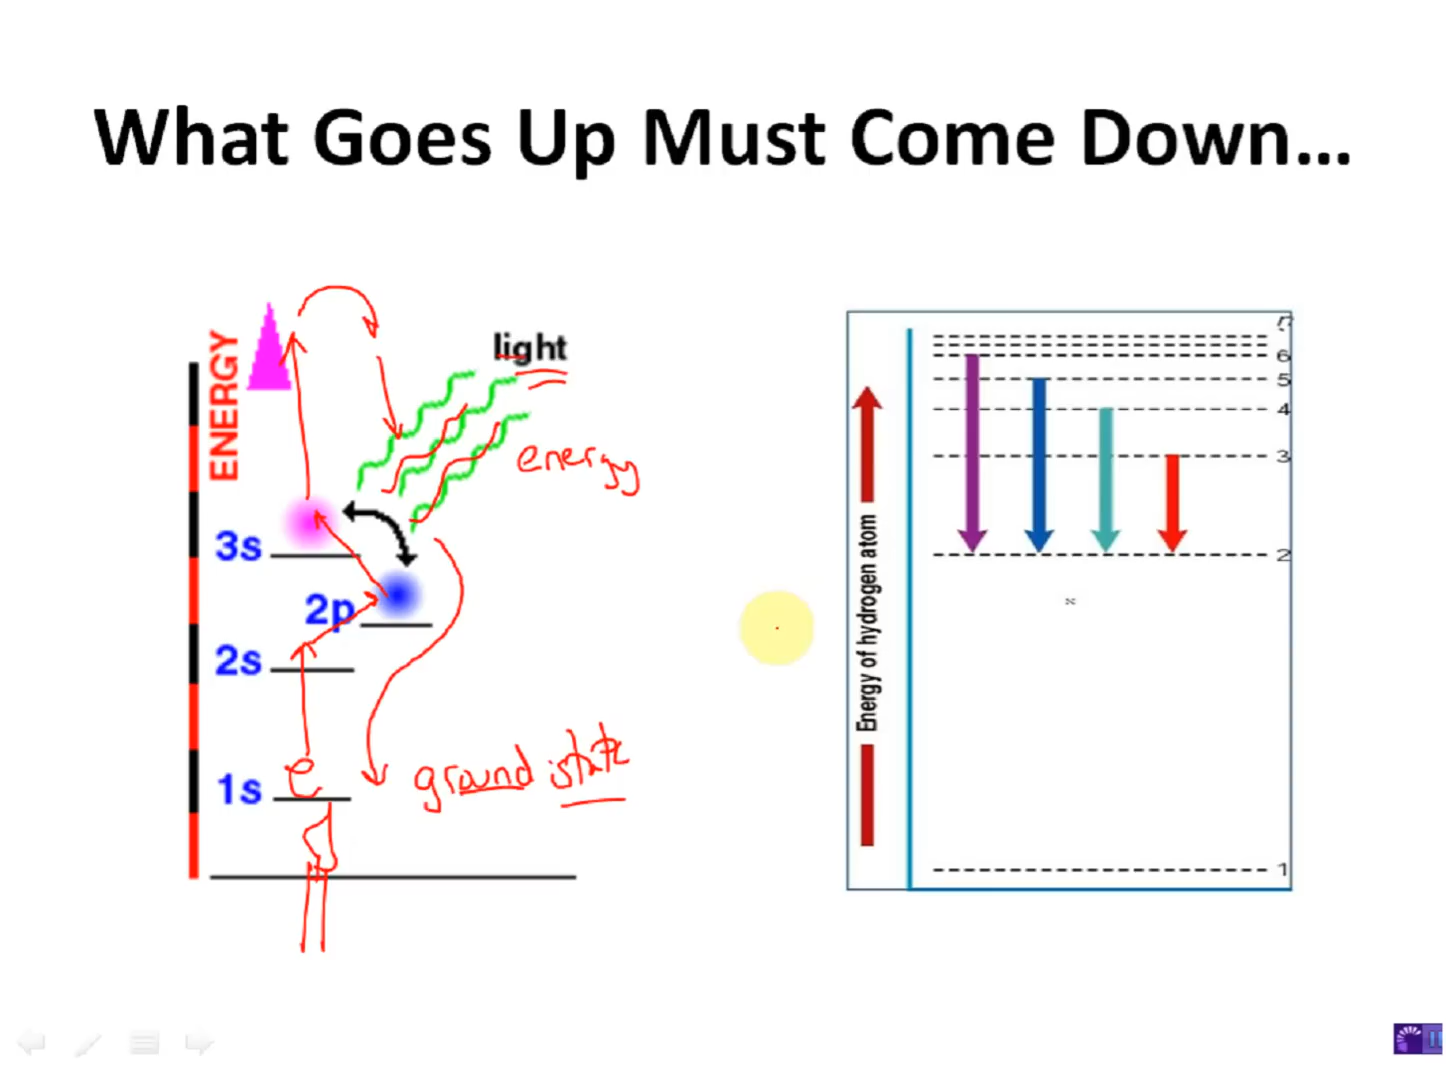 What Goes Up Must Come Down...
ENERGY
light
energy
3s
2p
2s
1s
e
ground state
Energy of hydrogen atom
7
6
5
4
3
2
1